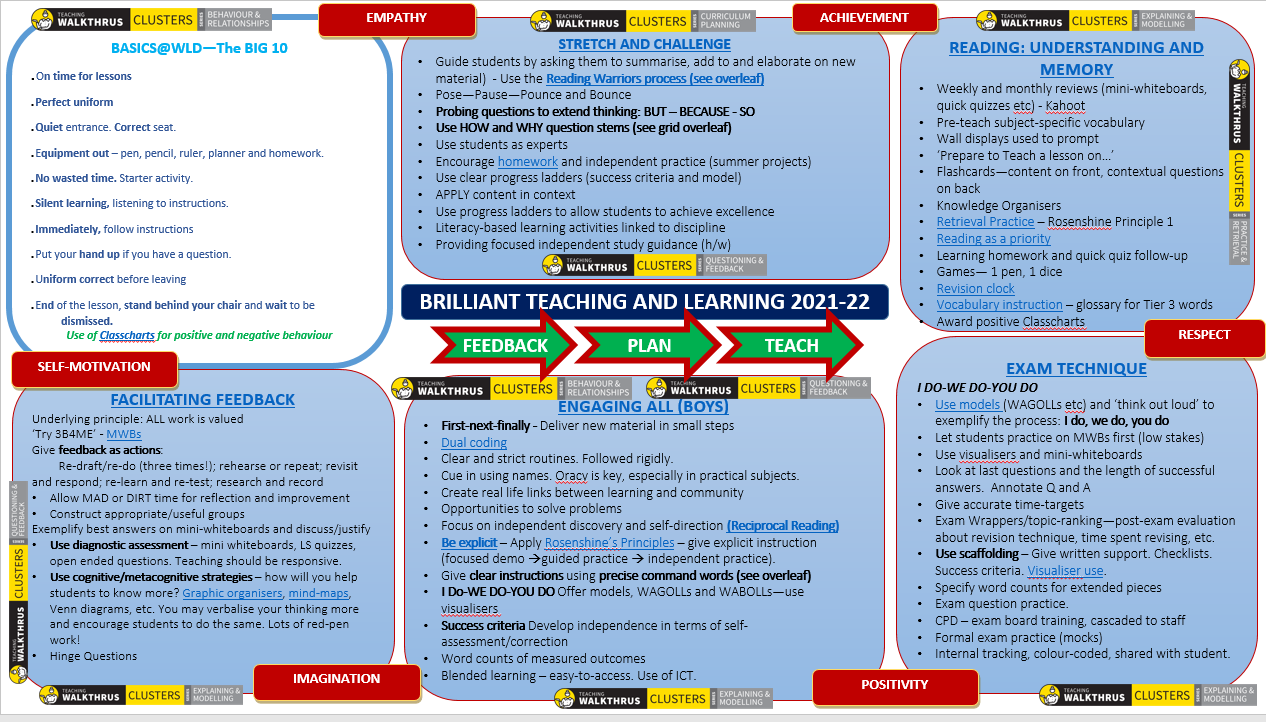 TEACHING WALKTHRUS CLUSTERS SERIES BEHAVIOUR & RELATIONSHIPS
EMPATHY
BASICS@WLD—The BIG 10
.On time for lessons
.Perfect uniform
.Quiet entrance. Correct seat.
.Equipment out – pen, pencil, ruler, planner and homework.
.No wasted time. Starter activity.
.Silent learning, listening to instructions.
.Immediately, follow instructions
.Put your hand up if you have a question.
.Uniform correct before leaving
.End of the lesson, stand behind your chair and wait to be
dismissed.
Use of Classcharts for positive and negative behaviour
TEACHING WALKTHRUS CLUSTERS SERIES CURRICULUM PLANNING
ACHIEVEMENT
STRETCH AND CHALLENGE
• Guide students by asking them to summarise, add to and elaborate on new
material) - Use the Reading Warriors process (see overleaf)
• Pose—Pause—Pounce and Bounce
• Probing questions to extend thinking: BUT – BECAUSE - SO
• Use HOW and WHY question stems (see grid overleaf)
• Use students as experts
• Encourage homework and independent practice (summer projects)
• Use clear progress ladders (success criteria and model)
• APPLY content in context
• Use progress ladders to allow students to achieve excellence
• Literacy-based learning activities linked to discipline
• Providing focused independent study guidance (h/w)
TEACHING WALKTHRUS CLUSTERS SERIES QUESTIONING & FEEDBACK
TEACHING WALKTHRUS CLUSTERS SERIES EXPLAINING & MODELLING
READING: UNDERSTANDING AND
MEMORY
• Weekly and monthly reviews (mini-whiteboards,
quick quizzes etc) - Kahoot
• Pre-teach subject-specific vocabulary
• Wall displays used to prompt
• ‘Prepare to Teach a lesson on...’
• Flashcards—content on front, contextual questions
on back
• Knowledge Organisers
• Retrieval Practice – Rosenshine Principle 1
• Reading as a priority
• Learning homework and quick quiz follow-up
• Games— 1 pen, 1 dice
• Revision clock
• Vocabulary instruction – glossary for Tier 3 words
• Award positive Classcharts
TEACHING WALKTHRUS CLUSTERS SERIES PRACTICE & RETRIEVAL
RESPECT
BRILLIANT TEACHING AND LEARNING 2021-22
FEEDBACK
PLAN
TEACH
SELF-MOTIVATION
FACILITATING FEEDBACK
Underlying principle: ALL work is valued
‘Try 3B4ME’ - MWBs
Give feedback as actions:
Re-draft/re-do (three times!); rehearse or repeat; revisit
and respond; re-learn and re-test; research and record
• Allow MAD or DIRT time for reflection and improvement
• Construct appropriate/useful groups
Exemplify best answers on mini-whiteboards and discuss/justify
• Use diagnostic assessment – mini whiteboards, LS quizzes,
open ended questions. Teaching should be responsive.
• Use cognitive/metacognitive strategies – how will you help
students to know more? Graphic organisers, mind-maps,
Venn diagrams, etc. You may verbalise your thinking more
and encourage students to do the same. Lots of red-pen
work!
• Hinge Questions
TEACHING WALKTHRUS CLUSTERS SERIES QUESTIONING & FEEDBACK
TEACHING WALKTHRUS CLUSTERS SERIES EXPLAINING & MODELLING
IMAGINATION
TEACHING WALKTHRUS CLUSTERS SERIES BEHAVIOUR & RELATIONSHIPS
TEACHING WALKTHRUS CLUSTERS SERIES QUESTIONING & FEEDBACK
ENGAGING ALL (BOYS)
• First-next-finally - Deliver new material in small steps
• Dual coding
• Clear and strict routines. Followed rigidly.
• Cue in using names. Oracy is key, especially in practical subjects.
• Create real life links between learning and community
• Opportunities to solve problems
• Focus on independent discovery and self-direction (Reciprocal Reading)
• Be explicit – Apply Rosenshine’s Principles – give explicit instruction
(focused demo →guided practice → independent practice).
• Give clear instructions using precise command words (see overleaf)
• I Do-WE DO-YOU DO Offer models, WAGOLLs and WABOLLs—use
visualisers
• Success criteria Develop independence in terms of self-
assessment/correction
• Word counts of measured outcomes
• Blended learning – easy-to-access. Use of ICT.
TEACHING WALKTHRUS CLUSTERS SERIES EXPLAINING & MODELLING
POSITIVITY
EXAM TECHNIQUE
I DO-WE DO-YOU DO
• Use models (WAGOLLs etc) and ‘think out loud’ to
exemplify the process: I do, we do, you do
• Let students practice on MWBs first (low stakes)
• Use visualisers and mini-whiteboards
• Look at last questions and the length of successful
answers. Annotate Q and A
• Give accurate time-targets
• Exam Wrappers/topic-ranking—post-exam evaluation
about revision technique, time spent revising, etc.
• Use scaffolding – Give written support. Checklists.
Success criteria. Visualiser use.
• Specify word counts for extended pieces
• Exam question practice.
• CPD – exam board training, cascaded to staff
• Formal exam practice (mocks)
• Internal tracking, colour-coded, shared with student.
TEACHING WALKTHRUS CLUSTERS SERIES EXPLAINING & MODELLING